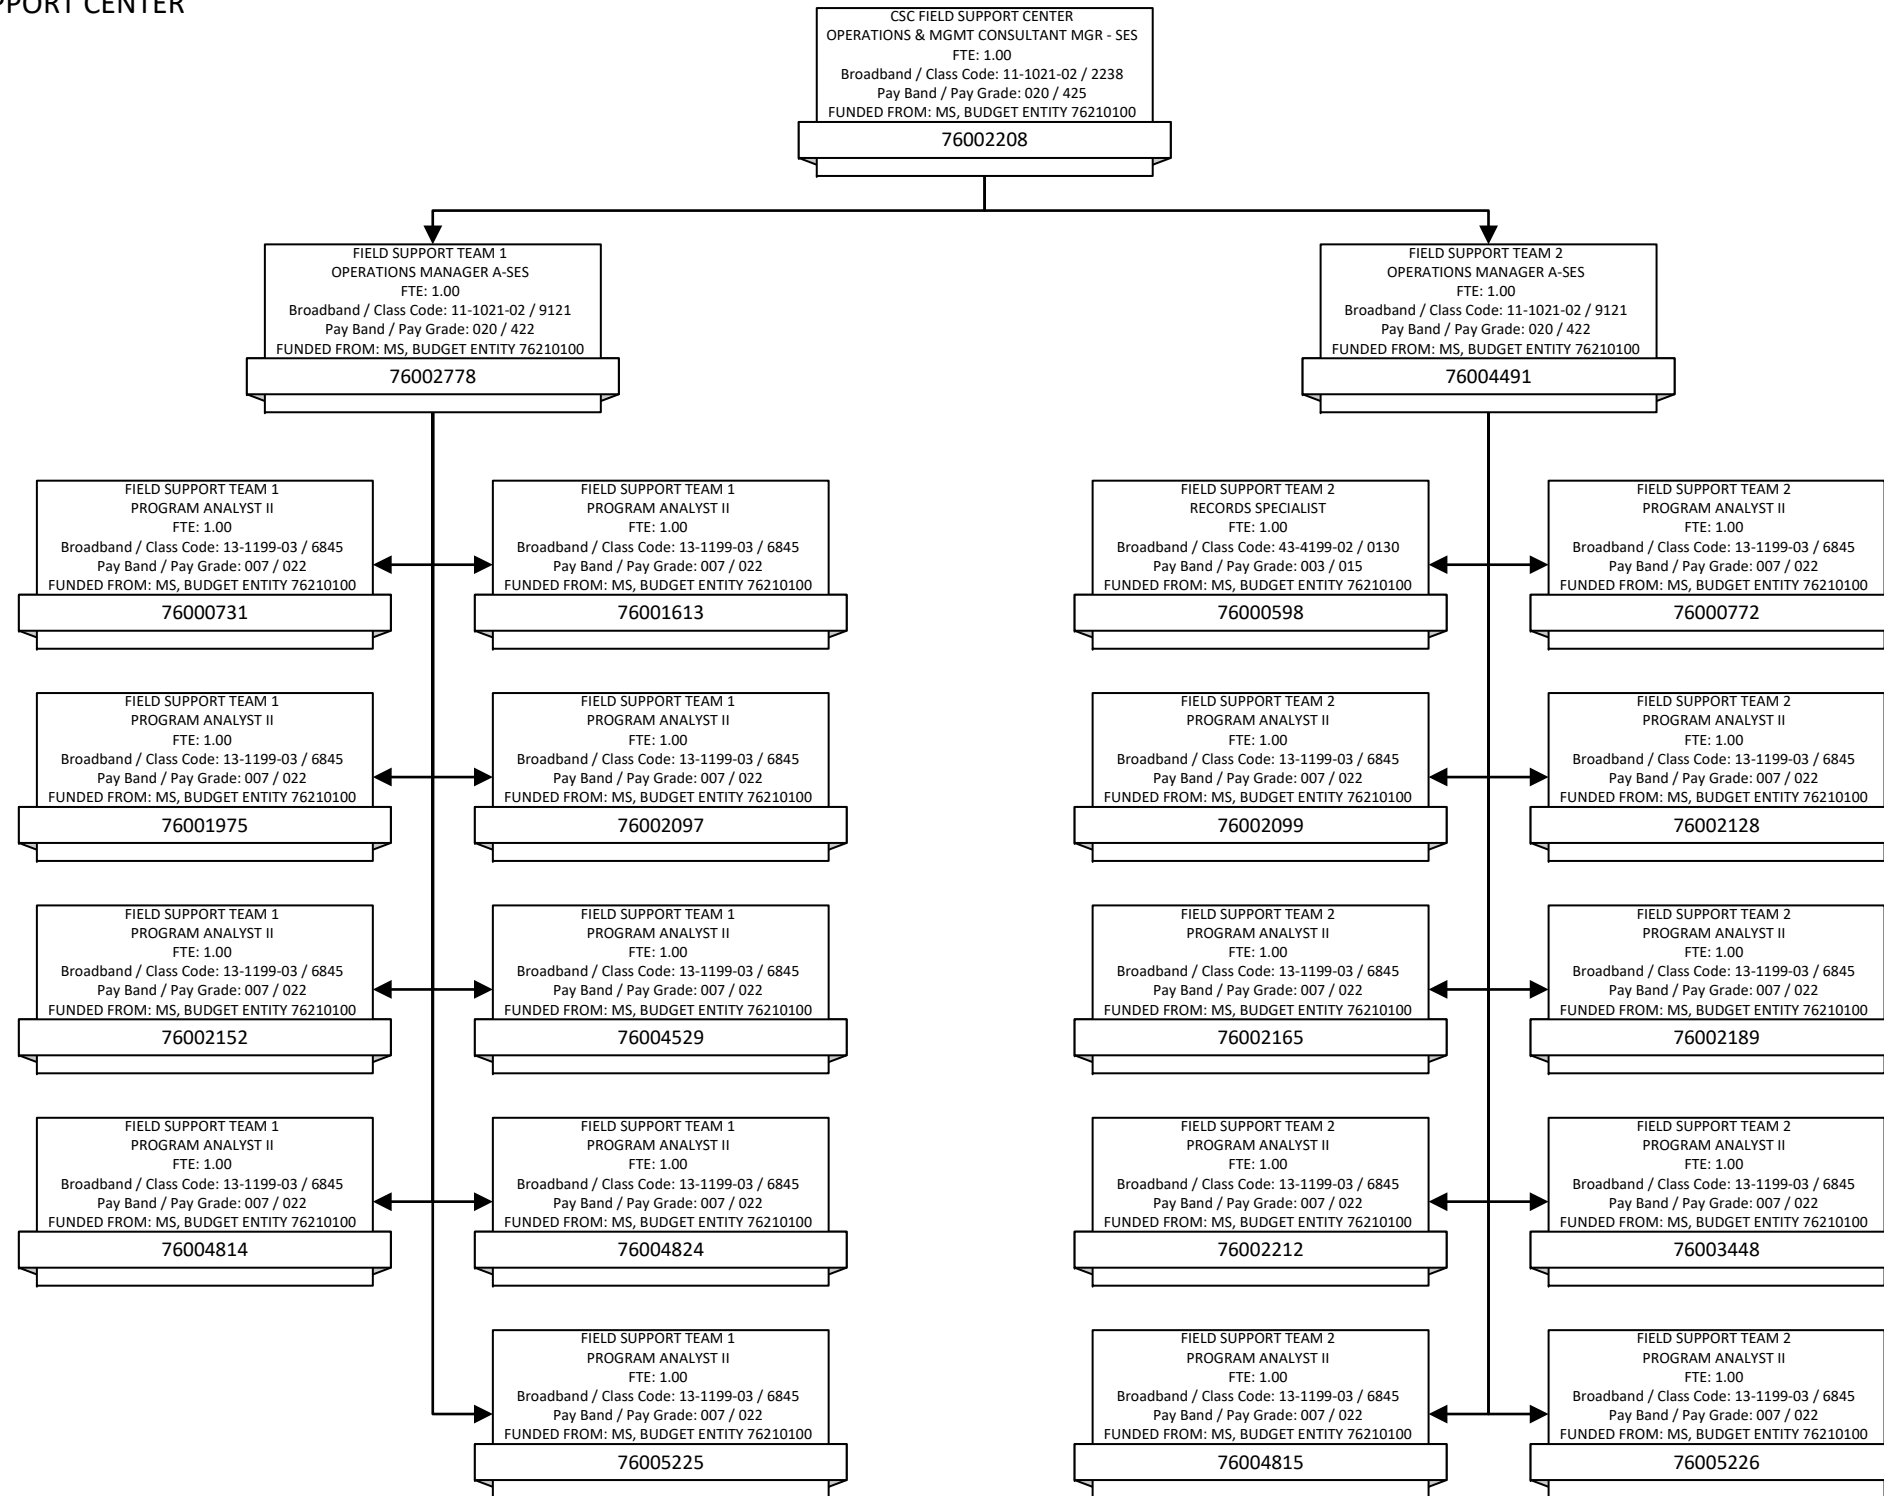 PPORT CENTER
CSC FIELD SUPPORT CENTER
OPERATIONS & MGMT CONSULTANT MGR - SES
FTE: 1.00
Broadband / Class Code: 11-1021-02 / 2238
Pay Band / Pay Grade: 020 / 425
FUNDED FROM: MS, BUDGET ENTITY 76210100
76002208
FIELD SUPPORT TEAM 1
OPERATIONS MANAGER A-SES
FTE: 1.00
Broadband / Class Code: 11-1021-02 / 9121
Pay Band / Pay Grade: 020 / 422
FUNDED FROM: MS, BUDGET ENTITY 76210100
76002778
FIELD SUPPORT TEAM 2
OPERATIONS MANAGER A-SES
FTE: 1.00
Broadband / Class Code: 11-1021-02 / 9121
Pay Band / Pay Grade: 020 / 422
FUNDED FROM: MS, BUDGET ENTITY 76210100
76004491
FIELD SUPPORT TEAM 1
PROGRAM ANALYST II
FTE: 1.00
Broadband / Class Code: 13-1199-03 / 6845
Pay Band / Pay Grade: 007 / 022
FUNDED FROM: MS, BUDGET ENTITY 76210100
76000731
FIELD SUPPORT TEAM 1
PROGRAM ANALYST II
FTE: 1.00
Broadband / Class Code: 13-1199-03 / 6845
Pay Band / Pay Grade: 007 / 022
FUNDED FROM: MS, BUDGET ENTITY 76210100
76001613
FIELD SUPPORT TEAM 2
RECORDS SPECIALIST
FTE: 1.00
Broadband / Class Code: 43-4199-02 / 0130
Pay Band / Pay Grade: 003 / 015
FUNDED FROM: MS, BUDGET ENTITY 76210100
76000598
FIELD SUPPORT TEAM 2
PROGRAM ANALYST II
FTE: 1.00
Broadband / Class Code: 13-1199-03 / 6845
Pay Band / Pay Grade: 007 / 022
FUNDED FROM: MS, BUDGET ENTITY 76210100
76000772
FIELD SUPPORT TEAM 1
PROGRAM ANALYST II
FTE: 1.00
Broadband / Class Code: 13-1199-03 / 6845
Pay Band / Pay Grade: 007 / 022
FUNDED FROM: MS, BUDGET ENTITY 76210100
76001975
FIELD SUPPORT TEAM 1
PROGRAM ANALYST II
FTE: 1.00
Broadband / Class Code: 13-1199-03 / 6845
Pay Band / Pay Grade: 007 / 022
FUNDED FROM: MS, BUDGET ENTITY 76210100
76002097
FIELD SUPPORT TEAM 2
PROGRAM ANALYST II
FTE: 1.00
Broadband / Class Code: 13-1199-03 / 6845
Pay Band / Pay Grade: 007 / 022
FUNDED FROM: MS, BUDGET ENTITY 76210100
76002099
FIELD SUPPORT TEAM 2
PROGRAM ANALYST II
FTE: 1.00
Broadband / Class Code: 13-1199-03 / 6845
Pay Band / Pay Grade: 007 / 022
FUNDED FROM: MS, BUDGET ENTITY 76210100
76002128
FIELD SUPPORT TEAM 1
PROGRAM ANALYST II
FTE: 1.00
Broadband / Class Code: 13-1199-03 / 6845
Pay Band / Pay Grade: 007 / 022
FUNDED FROM: MS, BUDGET ENTITY 76210100
76002152
FIELD SUPPORT TEAM 1
PROGRAM ANALYST II
FTE: 1.00
Broadband / Class Code: 13-1199-03 / 6845
Pay Band / Pay Grade: 007 / 022
FUNDED FROM: MS, BUDGET ENTITY 76210100
76004529
FIELD SUPPORT TEAM 2
PROGRAM ANALYST II
FTE: 1.00
Broadband / Class Code: 13-1199-03 / 6845
Pay Band / Pay Grade: 007 / 022
FUNDED FROM: MS, BUDGET ENTITY 76210100
76002165
FIELD SUPPORT TEAM 2
PROGRAM ANALYST II
FTE: 1.00
Broadband / Class Code: 13-1199-03 / 6845
Pay Band / Pay Grade: 007 / 022
FUNDED FROM: MS, BUDGET ENTITY 76210100
76002189
FIELD SUPPORT TEAM 1
PROGRAM ANALYST II
FTE: 1.00
Broadband / Class Code: 13-1199-03 / 6845
Pay Band / Pay Grade: 007 / 022
FUNDED FROM: MS, BUDGET ENTITY 76210100
76004814
FIELD SUPPORT TEAM 1
PROGRAM ANALYST II
FTE: 1.00
Broadband / Class Code: 13-1199-03 / 6845
Pay Band / Pay Grade: 007 / 022
FUNDED FROM: MS, BUDGET ENTITY 76210100
76004824
FIELD SUPPORT TEAM 2
PROGRAM ANALYST II
FTE: 1.00
Broadband / Class Code: 13-1199-03 / 6845
Pay Band / Pay Grade: 007 / 022
FUNDED FROM: MS, BUDGET ENTITY 76210100
76002212
FIELD SUPPORT TEAM 2
PROGRAM ANALYST II
FTE: 1.00
Broadband / Class Code: 13-1199-03 / 6845
Pay Band / Pay Grade: 007 / 022
FUNDED FROM: MS, BUDGET ENTITY 76210100
76003448
FIELD SUPPORT TEAM 1
PROGRAM ANALYST II
FTE: 1.00
Broadband / Class Code: 13-1199-03 / 6845
Pay Band / Pay Grade: 007 / 022
FUNDED FROM: MS, BUDGET ENTITY 76210100
76005225
FIELD SUPPORT TEAM 2
PROGRAM ANALYST II
FTE: 1.00
Broadband / Class Code: 13-1199-03 / 6845
Pay Band / Pay Grade: 007 / 022
FUNDED FROM: MS, BUDGET ENTITY 76210100
76004815
FIELD SUPPORT TEAM 2
PROGRAM ANALYST II
FTE: 1.00
Broadband / Class Code: 13-1199-03 / 6845
Pay Band / Pay Grade: 007 / 022
FUNDED FROM: MS, BUDGET ENTITY 76210100
76005226